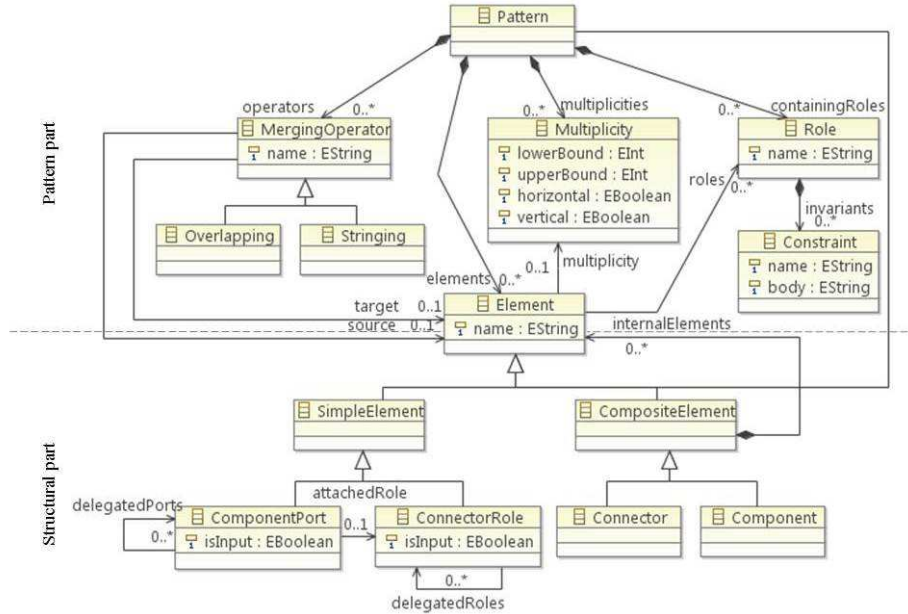 Pattern
operators
0..*
0..*
multiplicities
0..*
containingRoles
MergingOperator
name : EString
Multiplicity
lowerBound : EInt
upperBound : EInt
horizontal : EBoolean
vertical : EBoolean
Role
name : EString
roles
0..*
invariants
0..*
Pattern part
Overlapping
Stringing
Constraint
name : EString
body : EString
elements
0..*
0..1
multiplicity
target
0..1
source
0..1
Element
name : EString
internalElements
0..*
SimpleElement
CompositeElement
Structural part
attachedRole
delegatedPorts
0..*
ComponentPort
isInput : EBoolean
0..1
ConnectorRole
isInput : EBoolean
Connector
Component
0..*
delegatedRoles